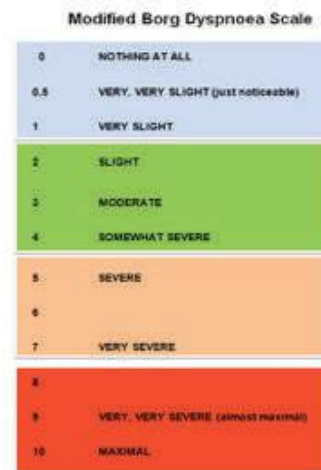 Modified Borg Dyspnoea Scale
0 NOTHING AT ALL
0.5 VERY, VERY SLIGHT (just noticeable)
1 VERY SLIGHT
2 SLIGHT
3 MODERATE
4 SOMEWHAT SEVERE
5 SEVERE
6
7 VERY SEVERE
8
9 VERY, VERY SEVERE (almost maximal)
10 MAXIMAL